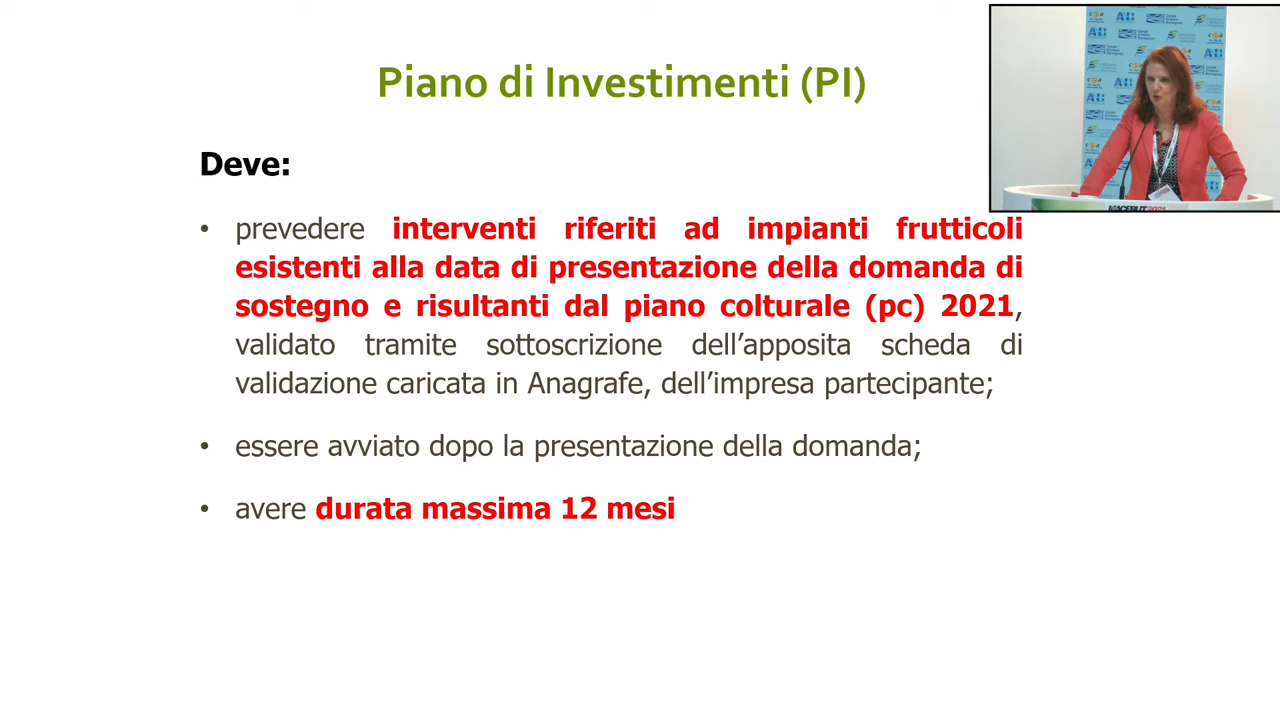 Piano di Investimenti (PI)
Deve:
• prevedere interventi riferiti ad impianti frutticoli
esistenti alla data di presentazione della domanda di
sostegno e risultanti dal piano colturale (pc) 2021,
validato tramite sottoscrizione dell’apposita scheda di
validazione caricata in Anagrafe, dell’impresa partecipante;
• essere avviato dopo la presentazione della domanda;
• avere durata massima 12 mesi
MACFRUT2021